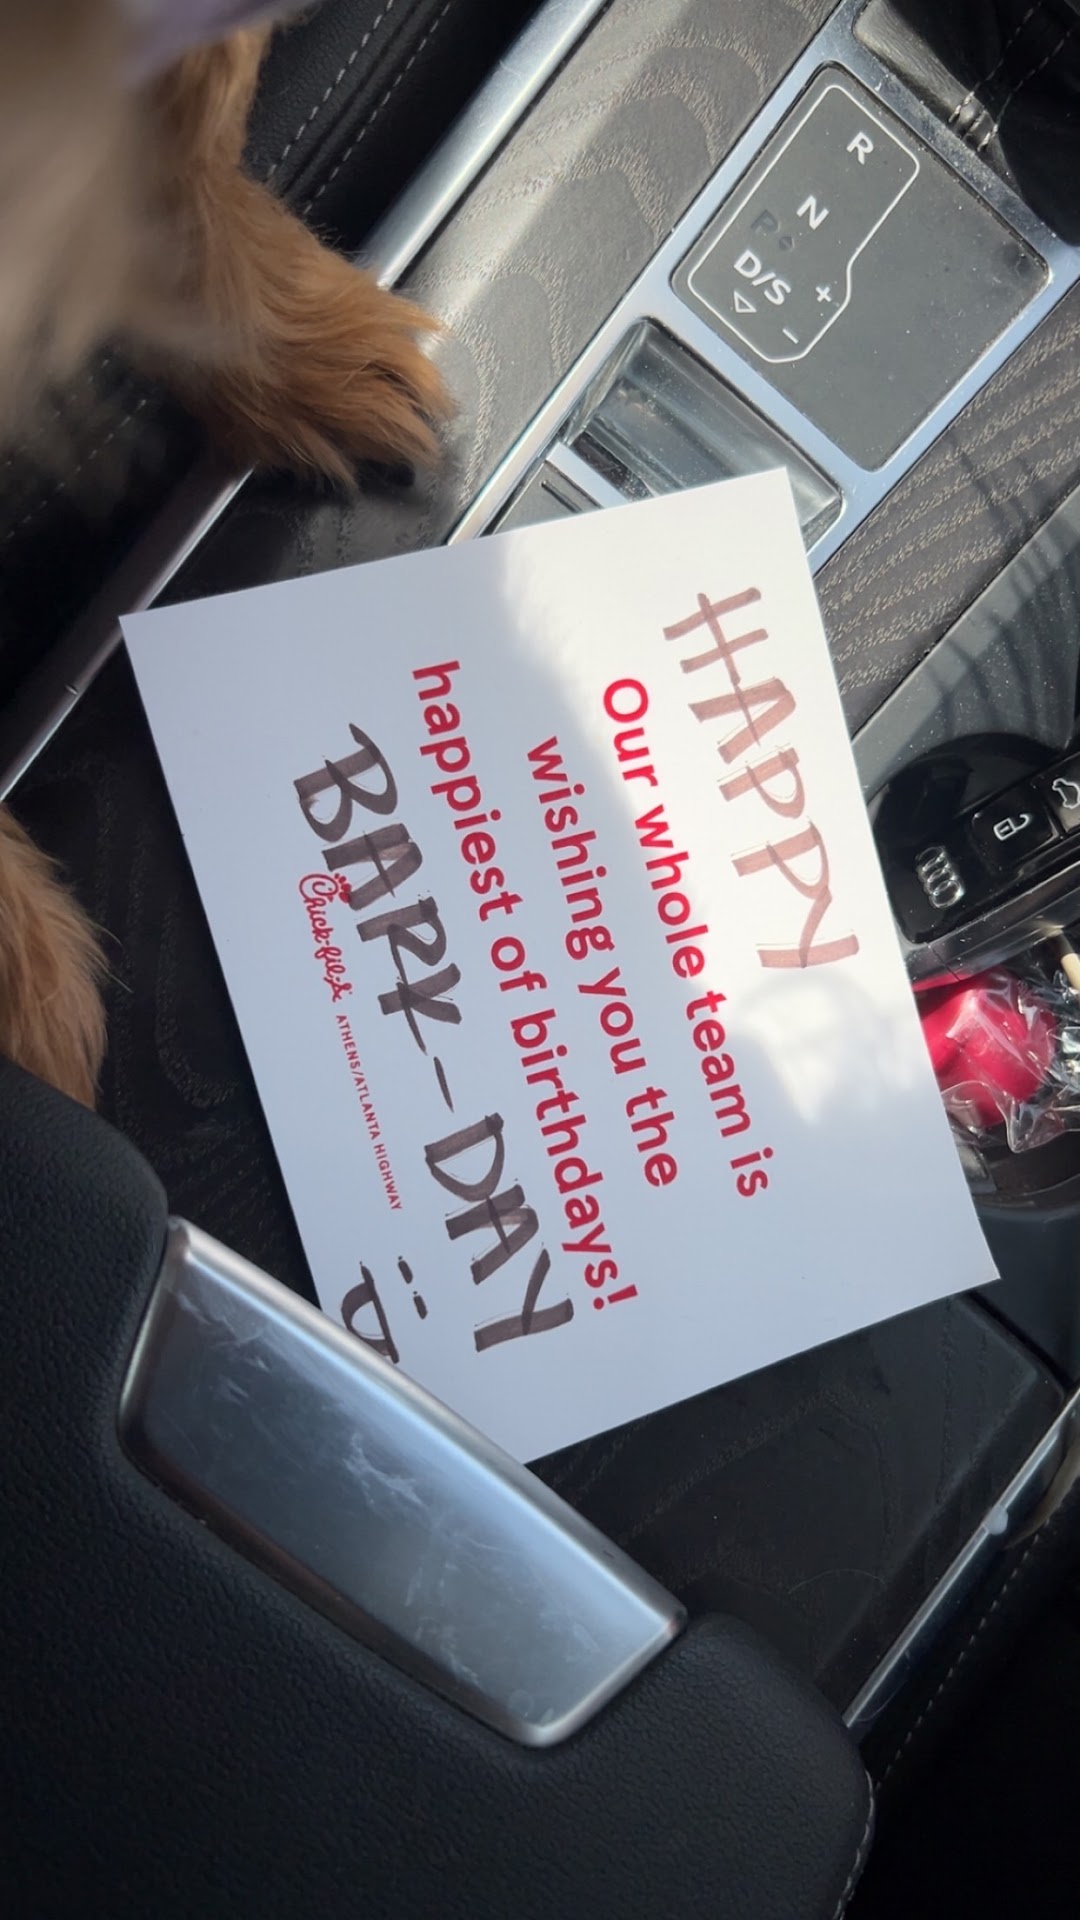 HAPPY
Our whole team is
wishing you the
happiest of birthdays!
BARK-DAY
Chick-fil-A ATHENS/ATLANTA HIGHWAY
R
N
P
D/S
+
-